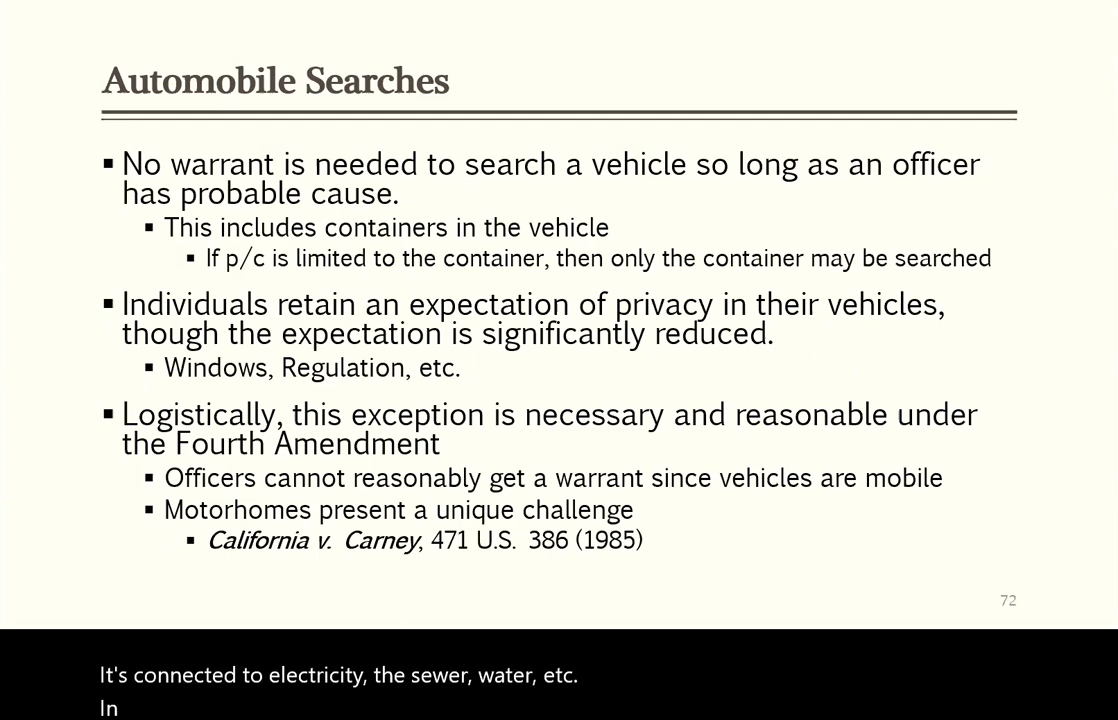 Automobile Searches
▪ No warrant is needed to search a vehicle so long as an officer
has probable cause.
▪ This includes containers in the vehicle
▪ If p/c is limited to the container, then only the container may be searched
▪ Individuals retain an expectation of privacy in their vehicles,
though the expectation is significantly reduced.
▪ Windows, Regulation, etc.
▪ Logistically, this exception is necessary and reasonable under
the Fourth Amendment
▪ Officers cannot reasonably get a warrant since vehicles are mobile
▪ Motorhomes present a unique challenge
▪ California v. Carney, 471 U.S. 386 (1985)
72
It's connected to electricity, the sewer, water, etc.
In